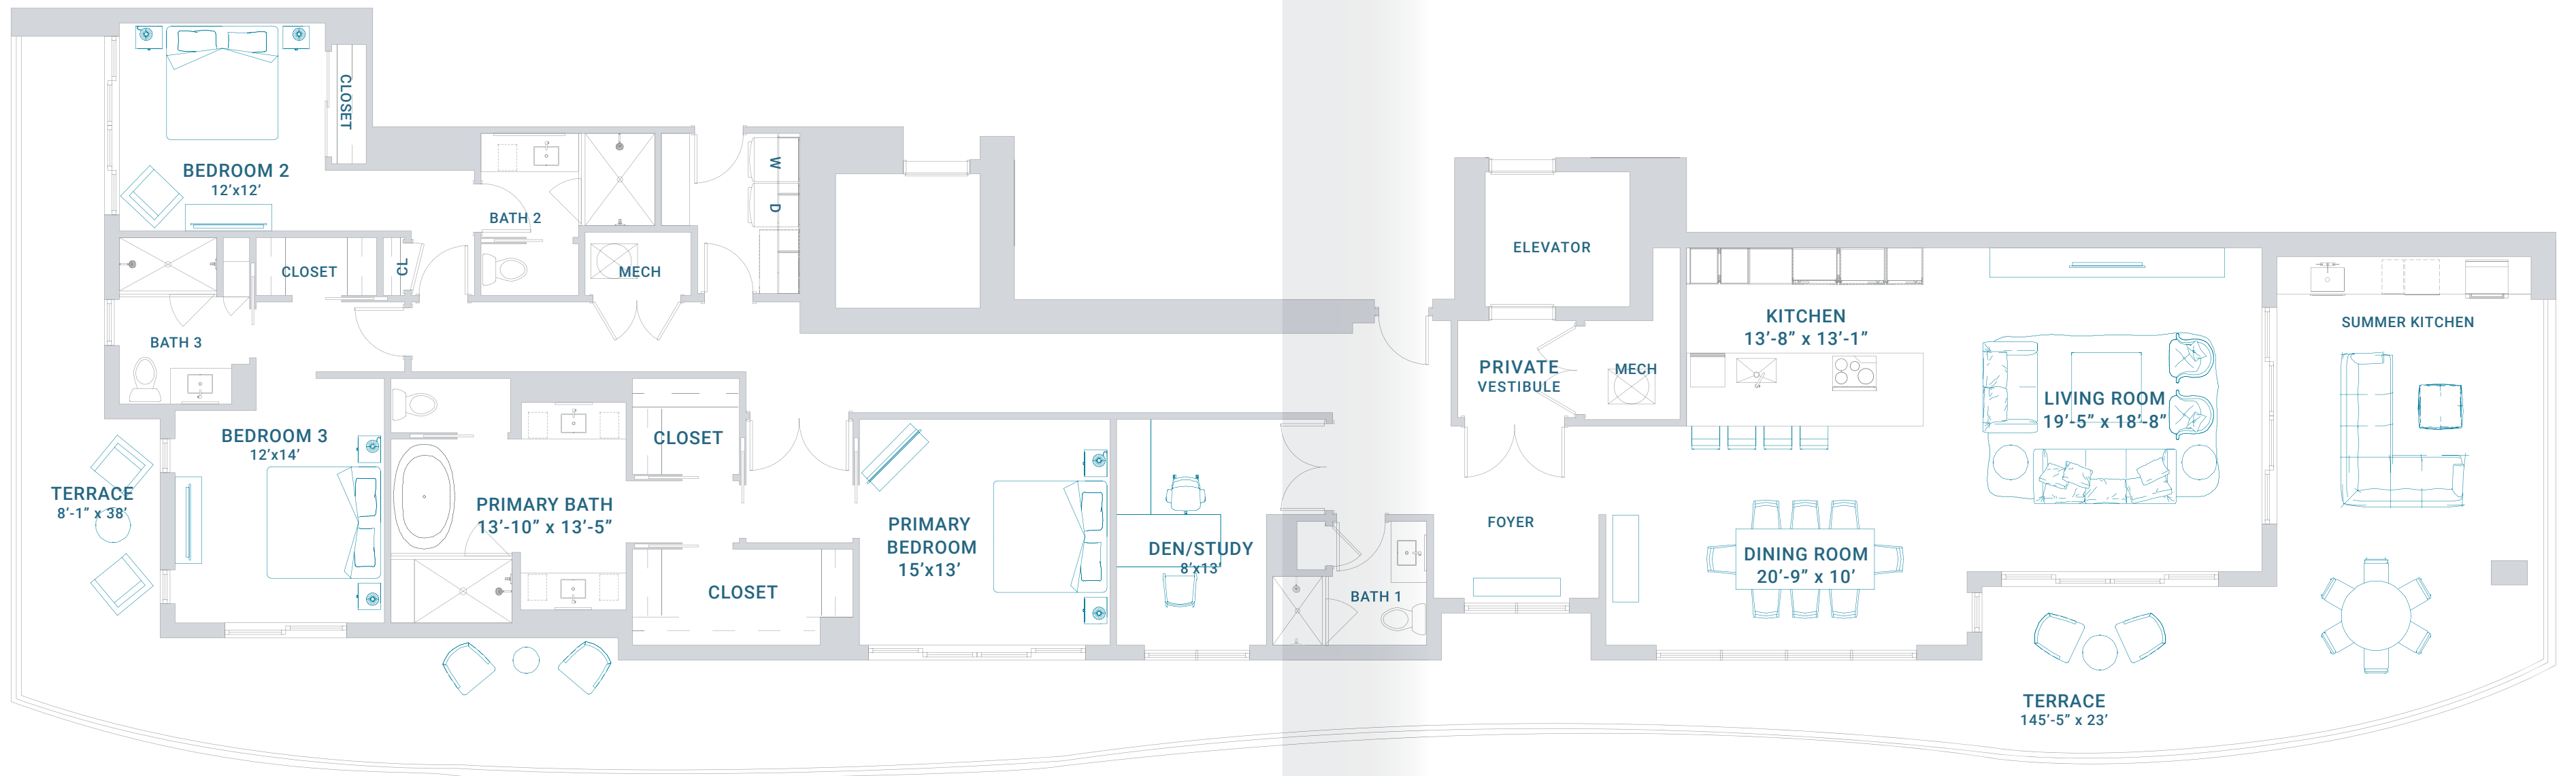 CLOSET
BEDROOM 2
12’x12’
W
D
BATH 2
CLOSET
CL
MECH
BATH 3
BEDROOM 3
12’x14’
TERRACE
8’-1” x 38’
CLOSET
PRIMARY BATH
13’-10” x 13’-5”
CLOSET
PRIMARY
BEDROOM
15’x13’
DEN/STUDY
8’x13’
BATH 1
ELEVATOR
PRIVATE
VESTIBULE
MECH
FOYER
KITCHEN
13’-8” x 13’-1”
DINING ROOM
20’-9” x 10’
LIVING ROOM
19’-5” x 18’-8”
SUMMER KITCHEN
TERRACE
145’-5” x 23’